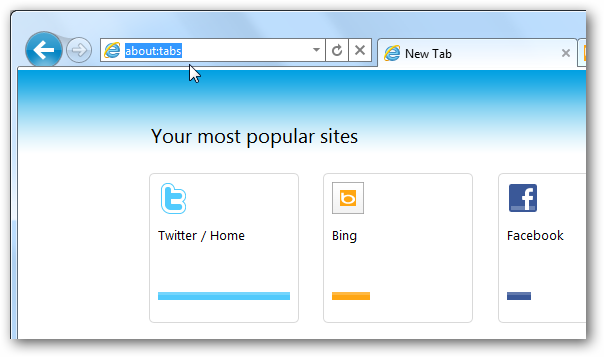 about:tabs
New Tab
Your most popular sites
Twitter / Home
Bing
Facebook